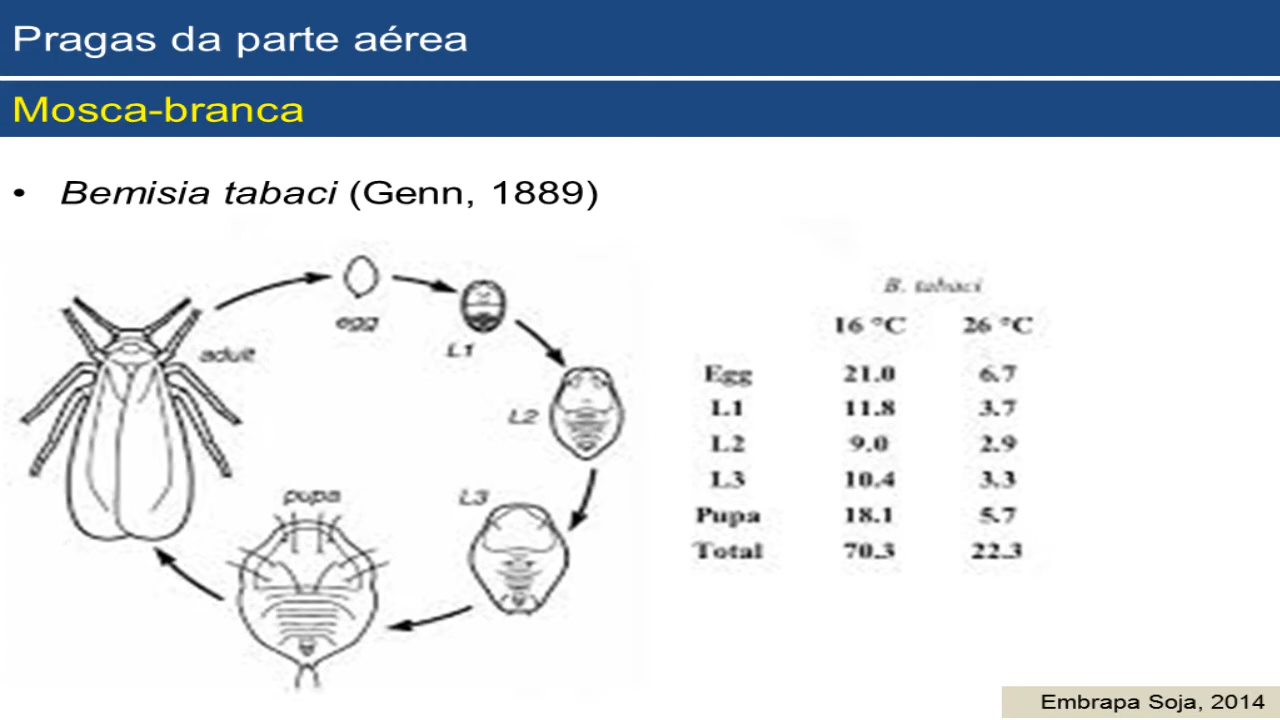 Pragas da parte aérea
Mosca-branca
• Bemisia tabaci (Genn, 1889)
egg
L1
adult
L2
pupa
L3
B. tabaci
16 °C 26 °C
Egg 21.0 6.7
L1 11.8 3.7
L2 9.0 2.9
L3 10.4 3.3
Pupa 18.1 5.7
Total 70.3 22.3
Embrapa Soja, 2014